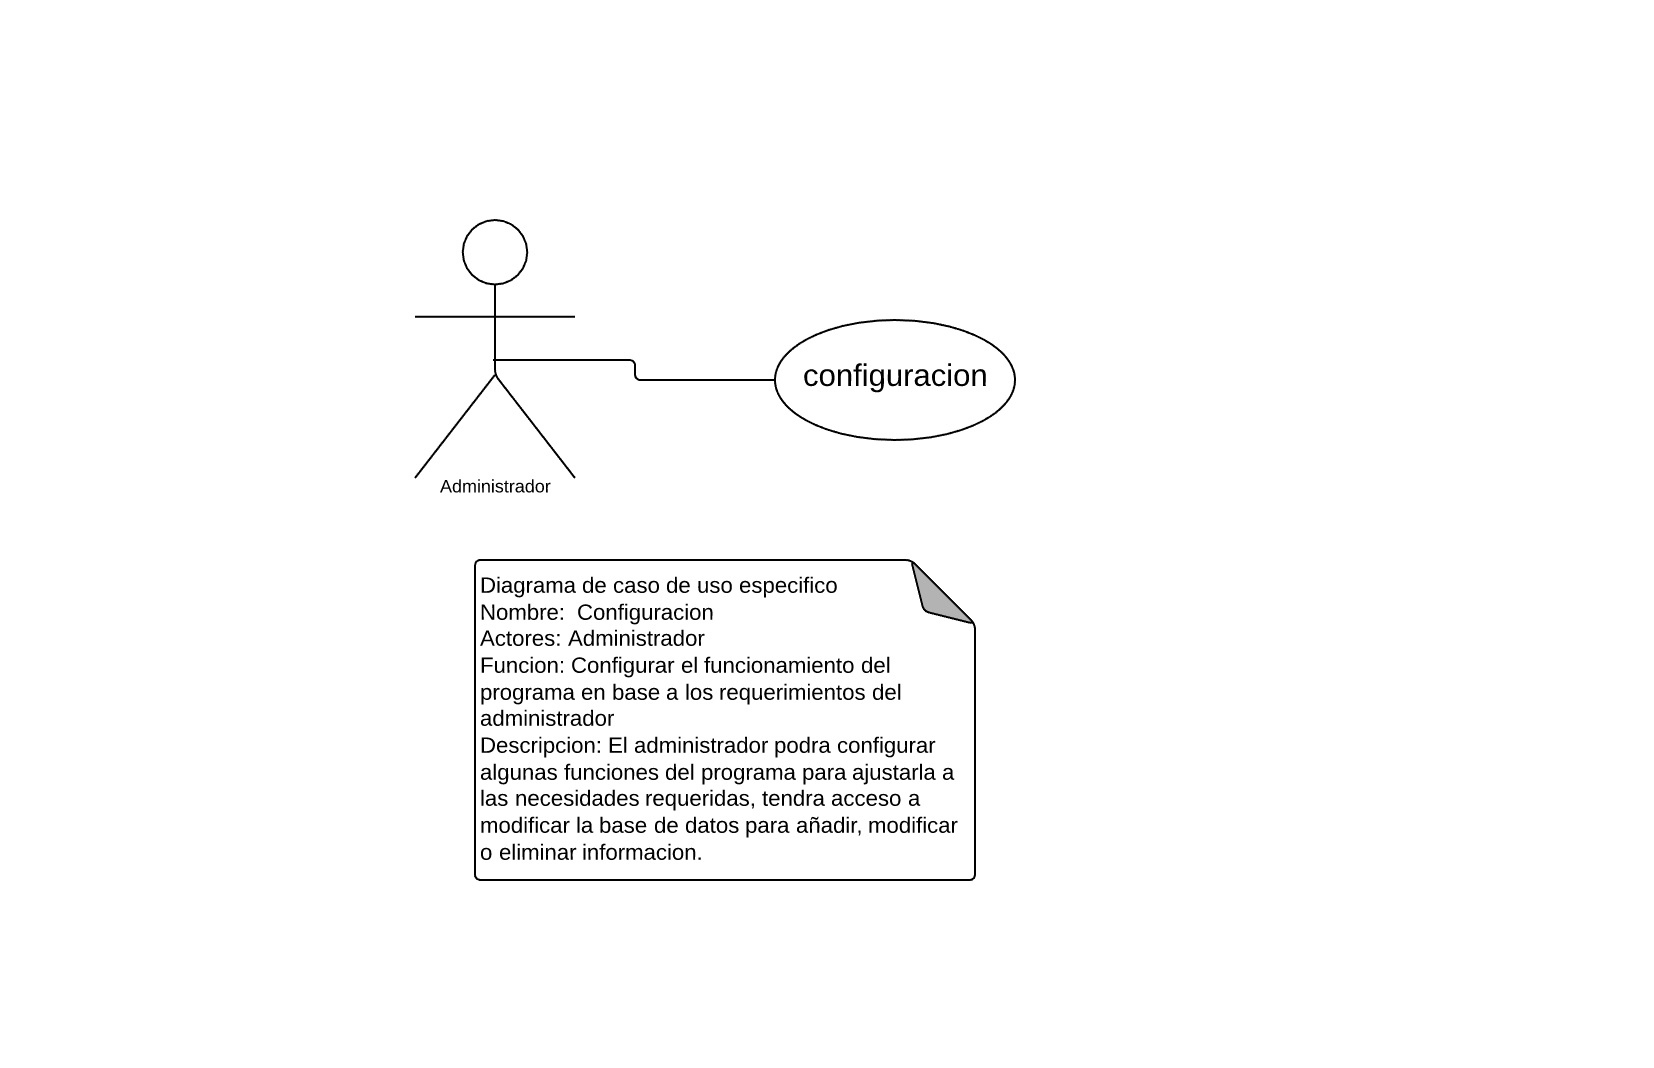 configuracion
Administrador
Diagrama de caso de uso especifico
Nombre:  Configuracion
Actores: Administrador
Funcion: Configurar el funcionamiento del
programa en base a los requerimientos del
administrador
Descripcion: El administrador podra configurar
algunas funciones del programa para ajustarla a
las necesidades requeridas, tendra acceso a
modificar la base de datos para añadir, modificar
o eliminar informacion.